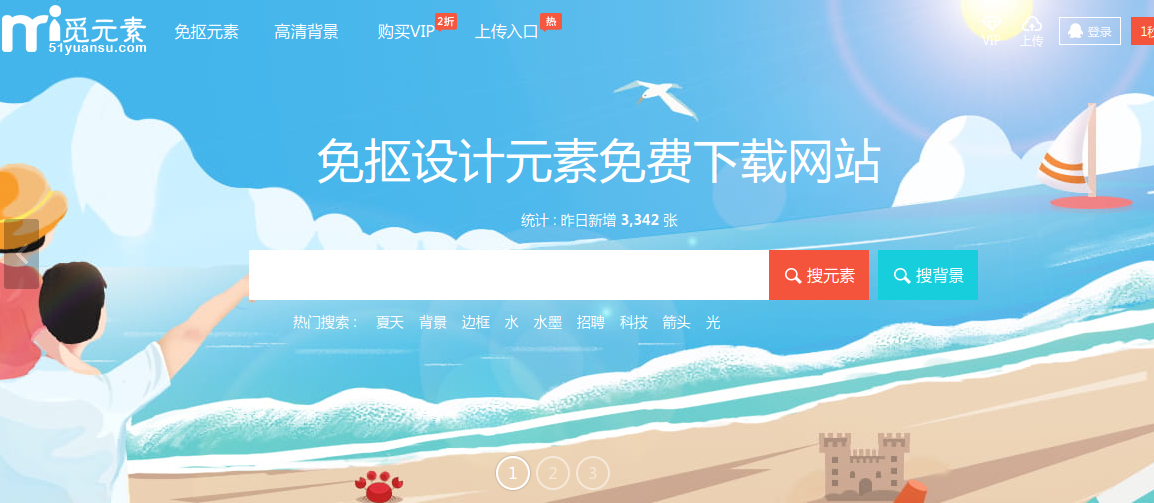 觅元素
51yuansu.com
免抠元素 高清背景 购买VIP 2折 上传入口 热
VIP 上传 登录 1秒
免抠设计元素免费下载网站
统计：昨日新增 3,342 张
搜元素 搜背景
热门搜索： 夏天 背景 边框 水 水墨 招聘 科技 箭头 光
1 2 3